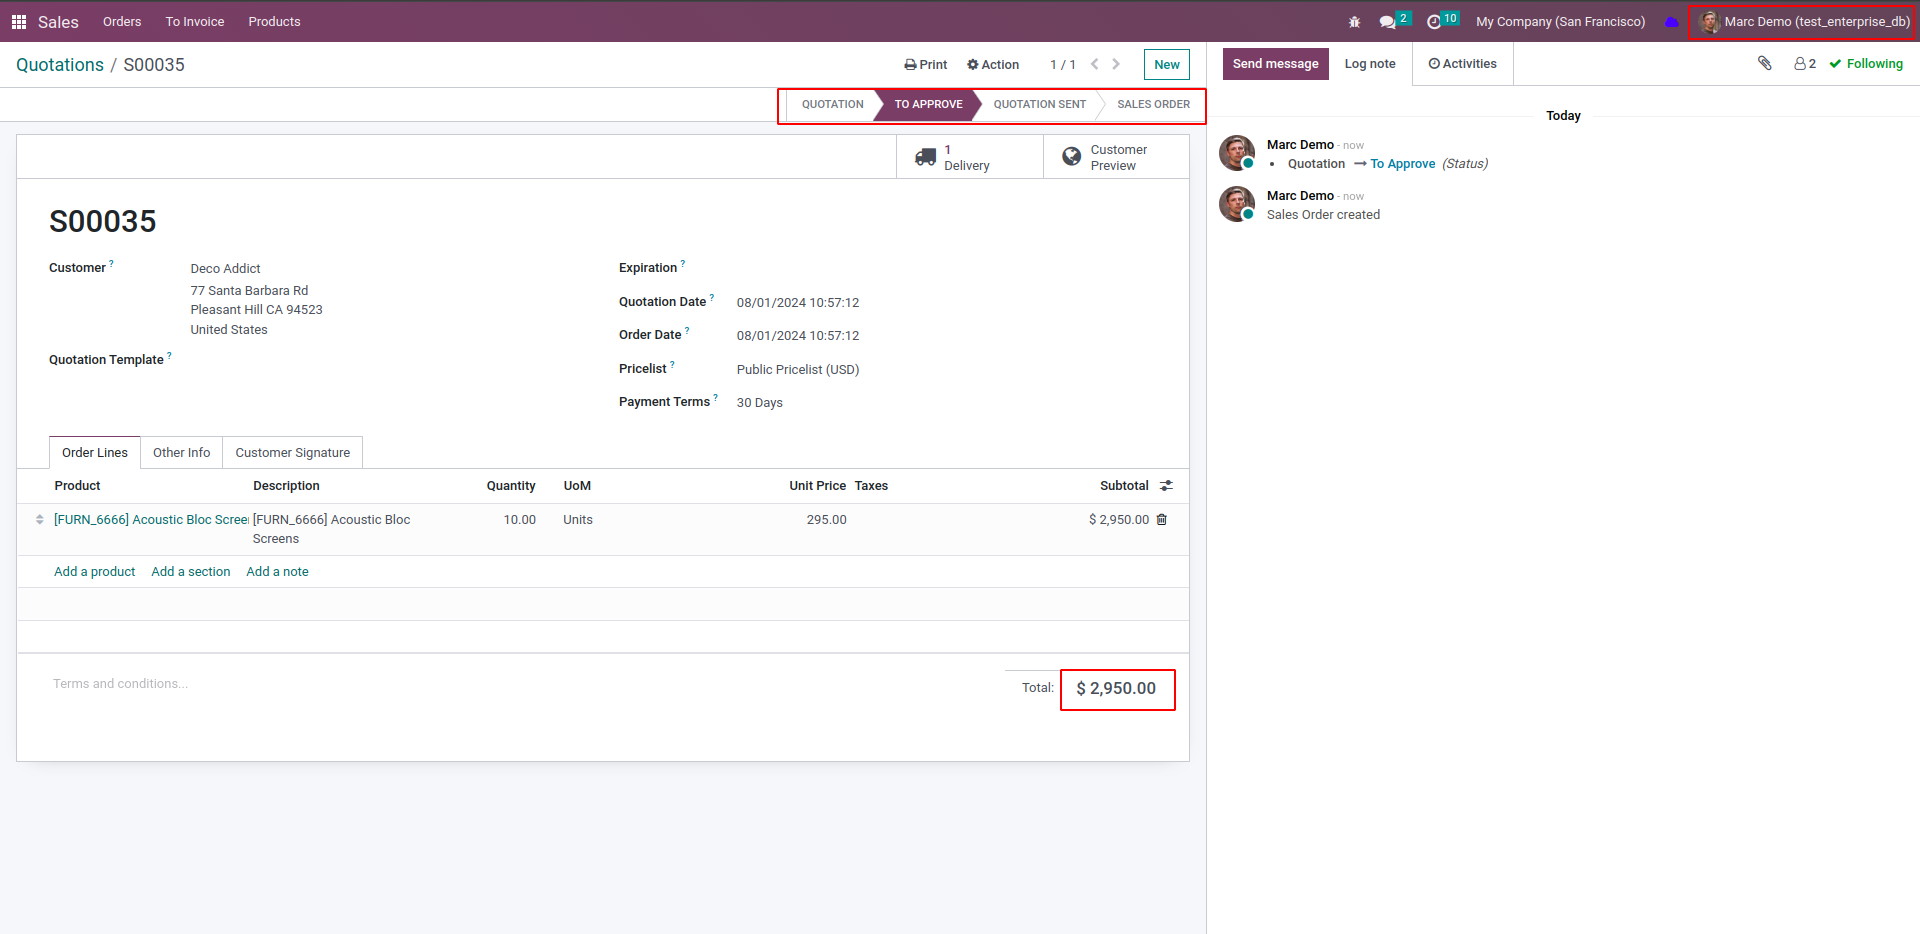 Sales Orders To Invoice Products 2 10 My Company (San Francisco) Marc Demo (test_enterprise_db)
Quotations / S00035 Print Action 1 / 1 New Send message Log note Activities 2 Following
QUOTATION TO APPROVE QUOTATION SENT SALES ORDER
Today
1
Delivery
Customer
Preview
Marc Demo - now
• Quotation → To Approve (Status)
Marc Demo - now
Sales Order created
S00035
Customer ? Deco Addict
77 Santa Barbara Rd
Pleasant Hill CA 94523
United States
Quotation Template ?
Expiration ?
Quotation Date ? 08/01/2024 10:57:12
Order Date ? 08/01/2024 10:57:12
Pricelist ? Public Pricelist (USD)
Payment Terms ? 30 Days
Order Lines Other Info Customer Signature
Product Description Quantity UoM Unit Price Taxes Subtotal
[FURN_6666] Acoustic Bloc Scree [FURN_6666] Acoustic Bloc 10.00 Units 295.00 $ 2,950.00
Screens
Add a product Add a section Add a note
Terms and conditions...
Total: $ 2,950.00